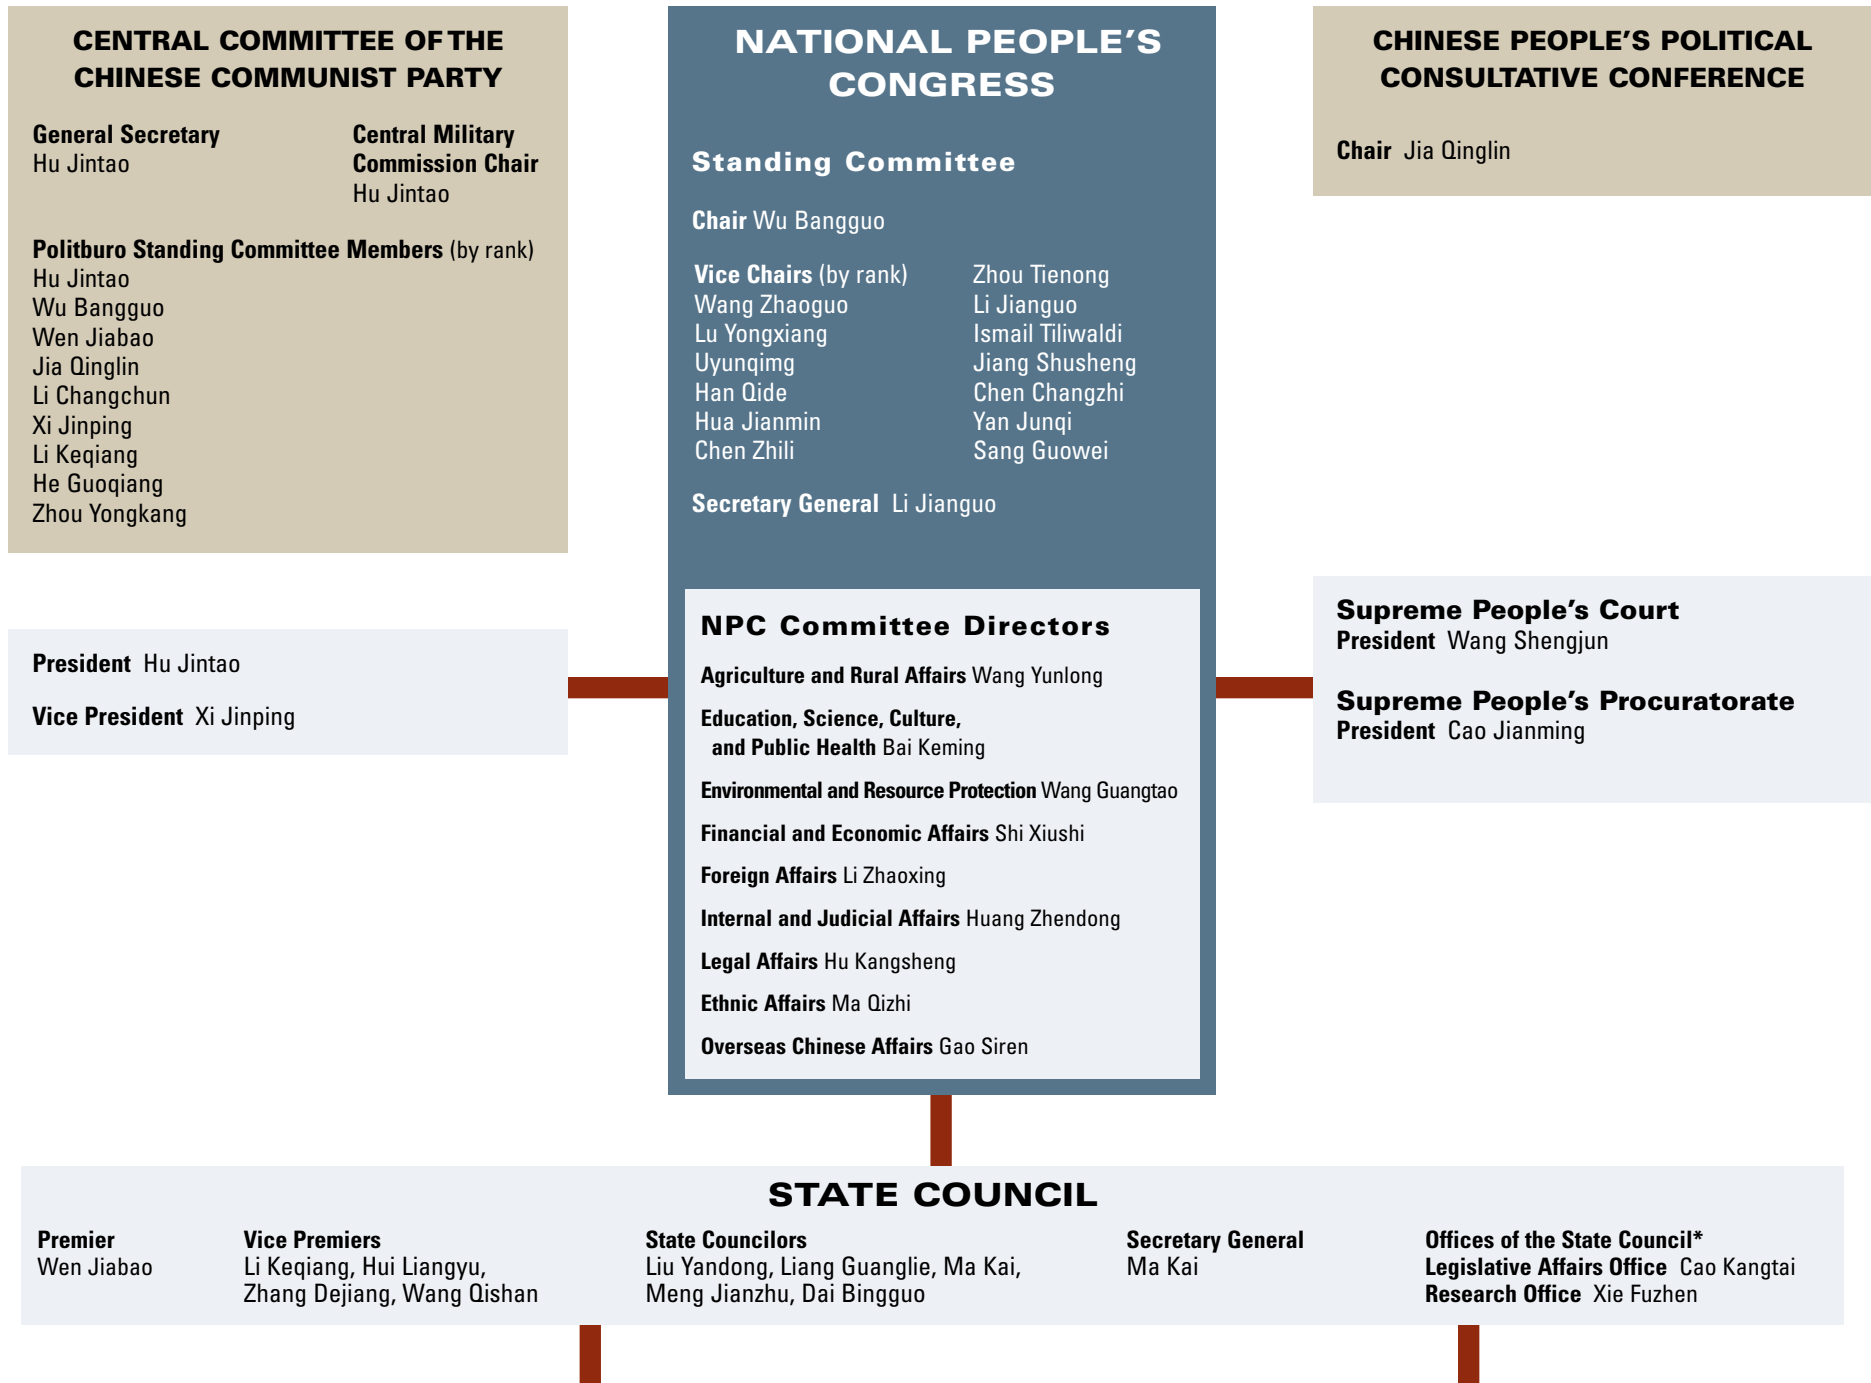 CENTRAL COMMITTEE OF THE
CHINESE COMMUNIST PARTY
General Secretary
Hu Jintao
Central Military
Commission Chair
Hu Jintao
Politburo Standing Committee Members (by rank)
Hu Jintao
Wu Bangguo
Wen Jiabao
Jia Qinglin
Li Changchun
Xi Jinping
Li Keqiang
He Guoqiang
Zhou Yongkang
NATIONAL PEOPLE'S
CONGRESS
Standing Committee
Chair Wu Bangguo
Vice Chairs (by rank)
Wang Zhaoguo
Lu Yongxiang
Uyunqimg
Han Qide
Hua Jianmin
Chen Zhili
Zhou Tienong
Li Jianguo
Ismail Tiliwaldi
Jiang Shusheng
Chen Changzhi
Yan Junqi
Sang Guowei
Secretary General Li Jianguo
CHINESE PEOPLE'S POLITICAL
CONSULTATIVE CONFERENCE
Chair Jia Qinglin
President Hu Jintao
Vice President Xi Jinping
NPC Committee Directors
Agriculture and Rural Affairs Wang Yunlong
Education, Science, Culture,
and Public Health Bai Keming
Environmental and Resource Protection Wang Guangtao
Financial and Economic Affairs Shi Xiushi
Foreign Affairs Li Zhaoxing
Internal and Judicial Affairs Huang Zhendong
Legal Affairs Hu Kangsheng
Ethnic Affairs Ma Qizhi
Overseas Chinese Affairs Gao Siren
Supreme People's Court
President Wang Shengjun
Supreme People's Procuratorate
President Cao Jianming
STATE COUNCIL
Premier
Wen Jiabao
Vice Premiers
Li Keqiang, Hui Liangyu,
Zhang Dejiang, Wang Qishan
State Councilors
Liu Yandong, Liang Guanglie, Ma Kai,
Meng Jianzhu, Dai Bingguo
Secretary General
Ma Kai
Offices of the State Council*
Legislative Affairs Office Cao Kangtai
Research Office Xie Fuzhen